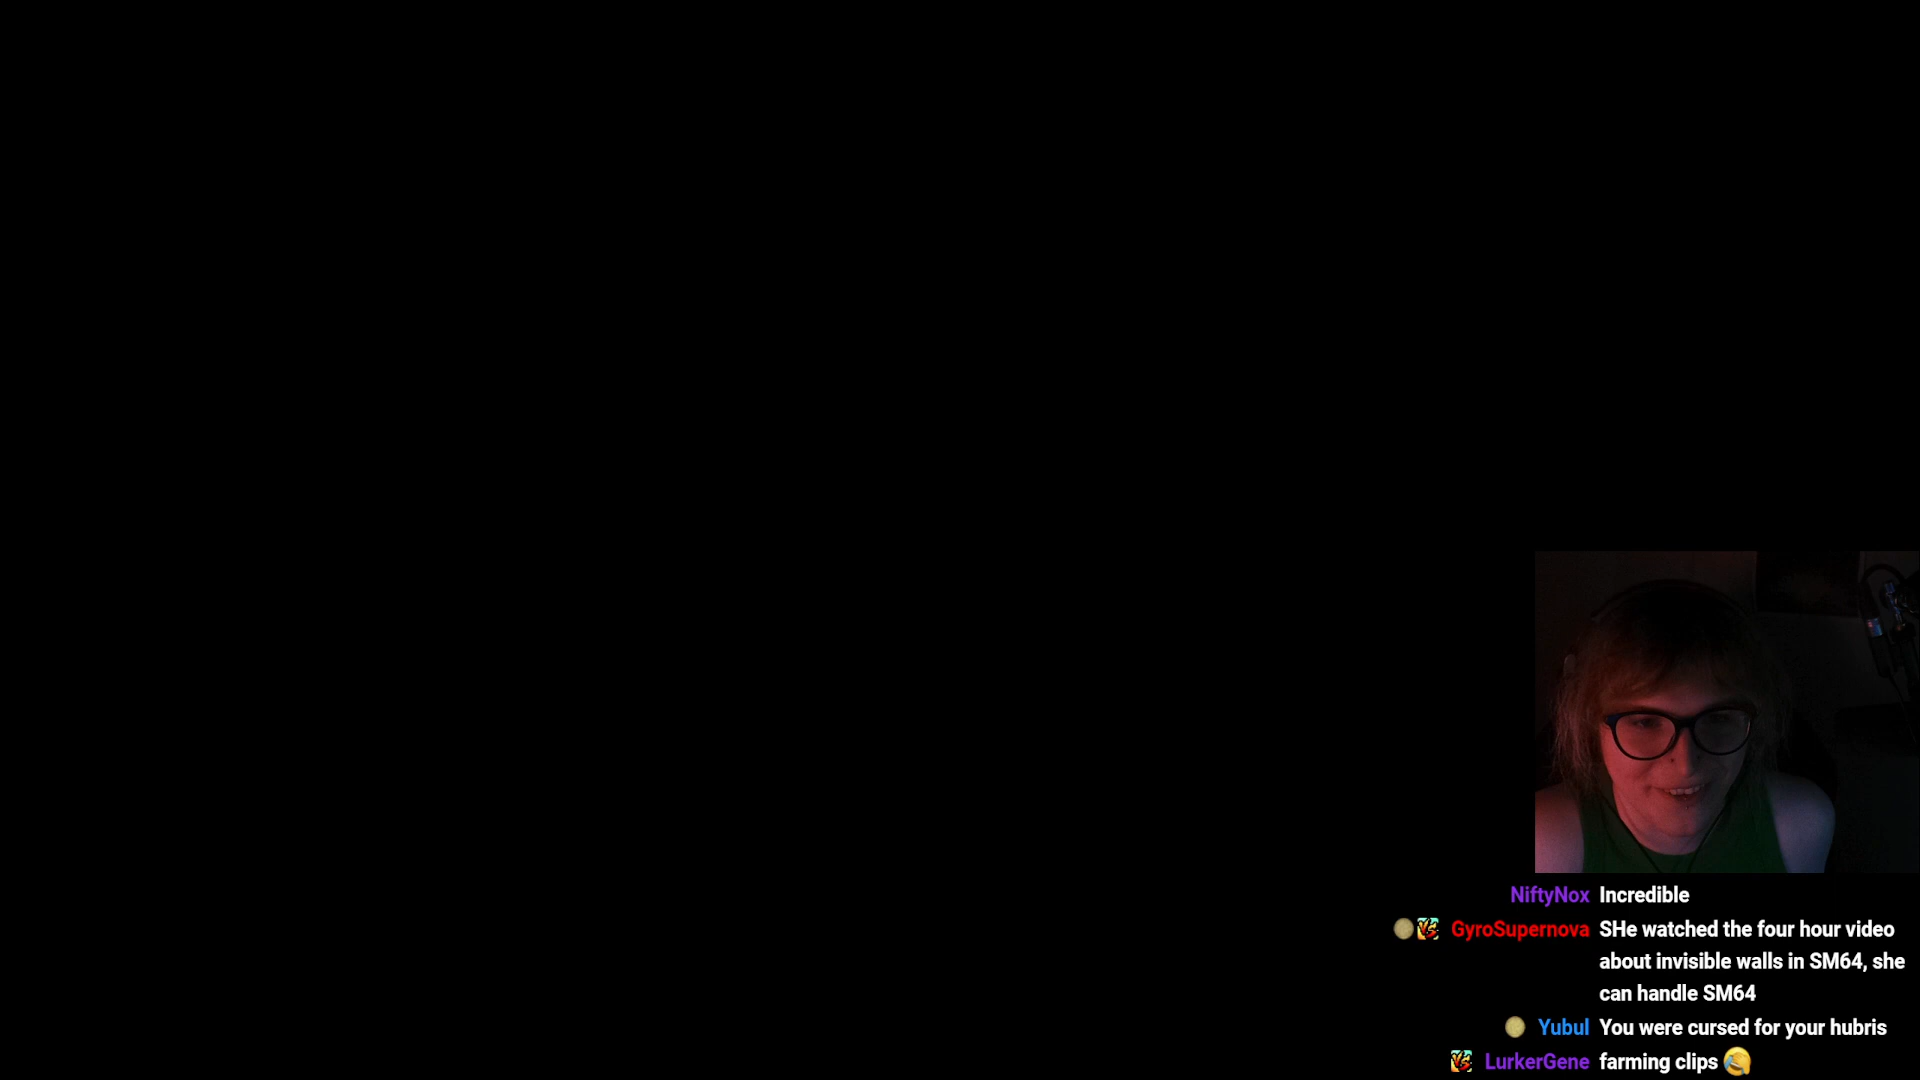 NiftyNox Incredible
GyroSupernova SHe watched the four hour video
about invisible walls in SM64, she
can handle SM64
Yubul You were cursed for your hubris
LurkerGene farming clips